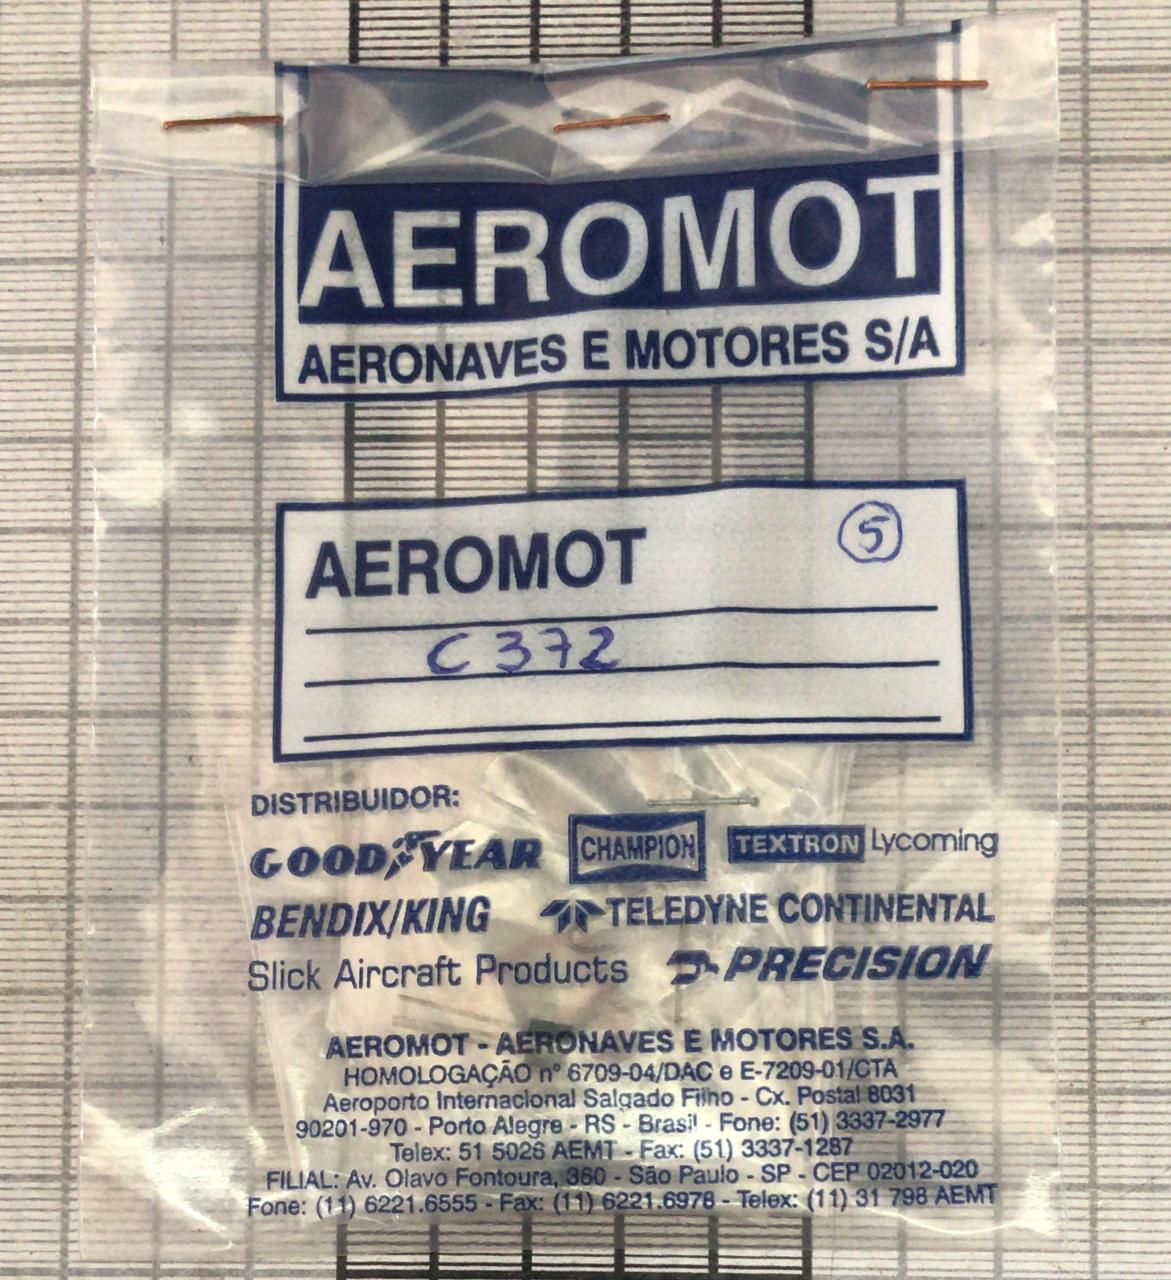 AEROMOT
AERONAVES E MOTORES S/A
AEROMOT 5
C 372
DISTRIBUIDOR:
GOODYEAR CHAMPION TEXTRON Lycoming
BENDIX/KING TELEDYNE CONTINENTAL
Slick Aircraft Products PRECISION
AEROMOT - AERONAVES E MOTORES S.A.
HOMOLOGAÇÃO nº 6709-04/DAC e E-7209-01/CTA
Aeroporto Internacional Salgado Filho - Cx. Postal 8031
90201-970 - Porto Alegre - RS - Brasil - Fone: (51) 3337-2977
Telex: 51 5026 AEMT - Fax: (51) 3337-1287
FILIAL: Av. Olavo Fontoura, 360 - São Paulo - SP - CEP 02012-020
Fone: (11) 6221.6555 - Fax: (11) 6221.6978 - Telex: (11) 31 798 AEMT